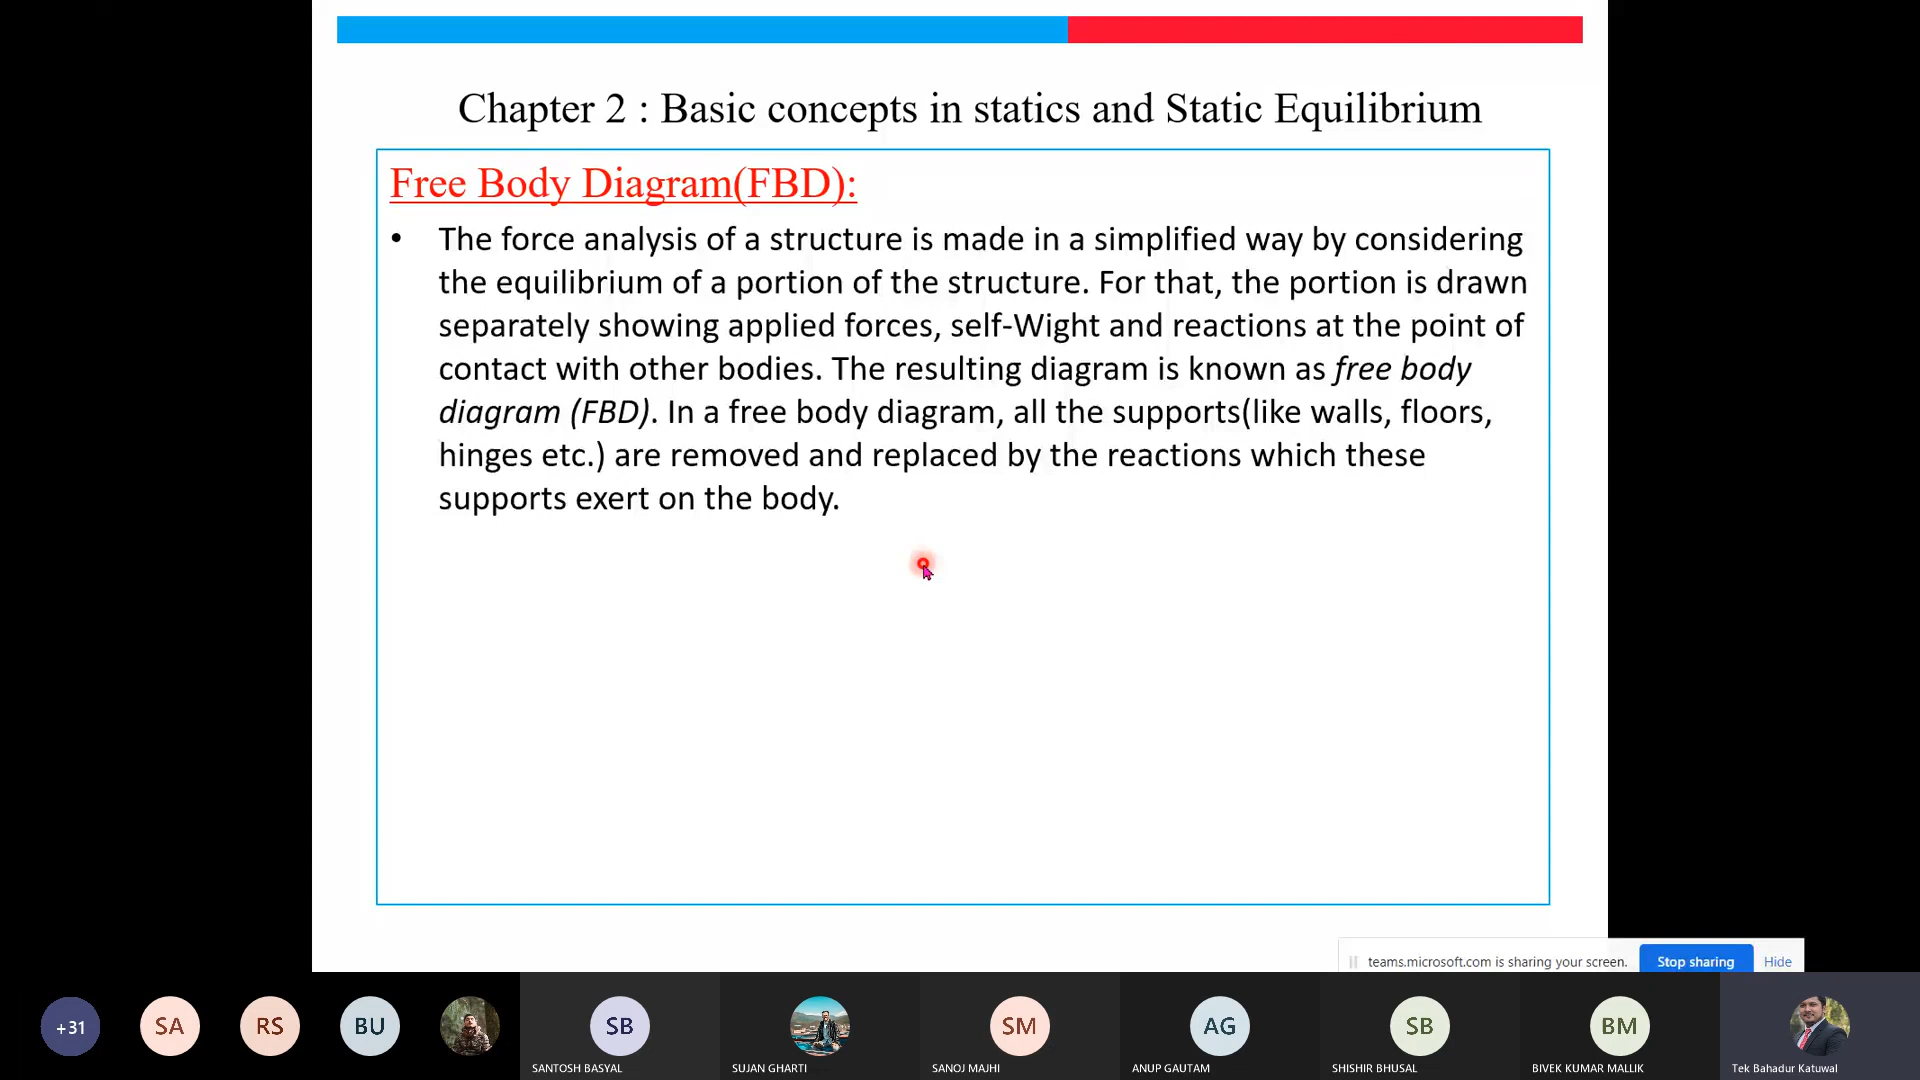 Chapter 2 : Basic concepts in statics and Static Equilibrium
Free Body Diagram(FBD):
• The force analysis of a structure is made in a simplified way by considering
the equilibrium of a portion of the structure. For that, the portion is drawn
separately showing applied forces, self-Wight and reactions at the point of
contact with other bodies. The resulting diagram is known as free body
diagram (FBD). In a free body diagram, all the supports(like walls, floors,
hinges etc.) are removed and replaced by the reactions which these
supports exert on the body.
teams.microsoft.com is sharing your screen. Stop sharing Hide
+31 SA RS BU SB SM AG SB BM
SANTOSH BASYAL SUJAN GHARTI SANOJ MAJHI ANUP GAUTAM SHISHIR BHUSAL BIVEK KUMAR MALLIK Tek Bahadur Katuwal